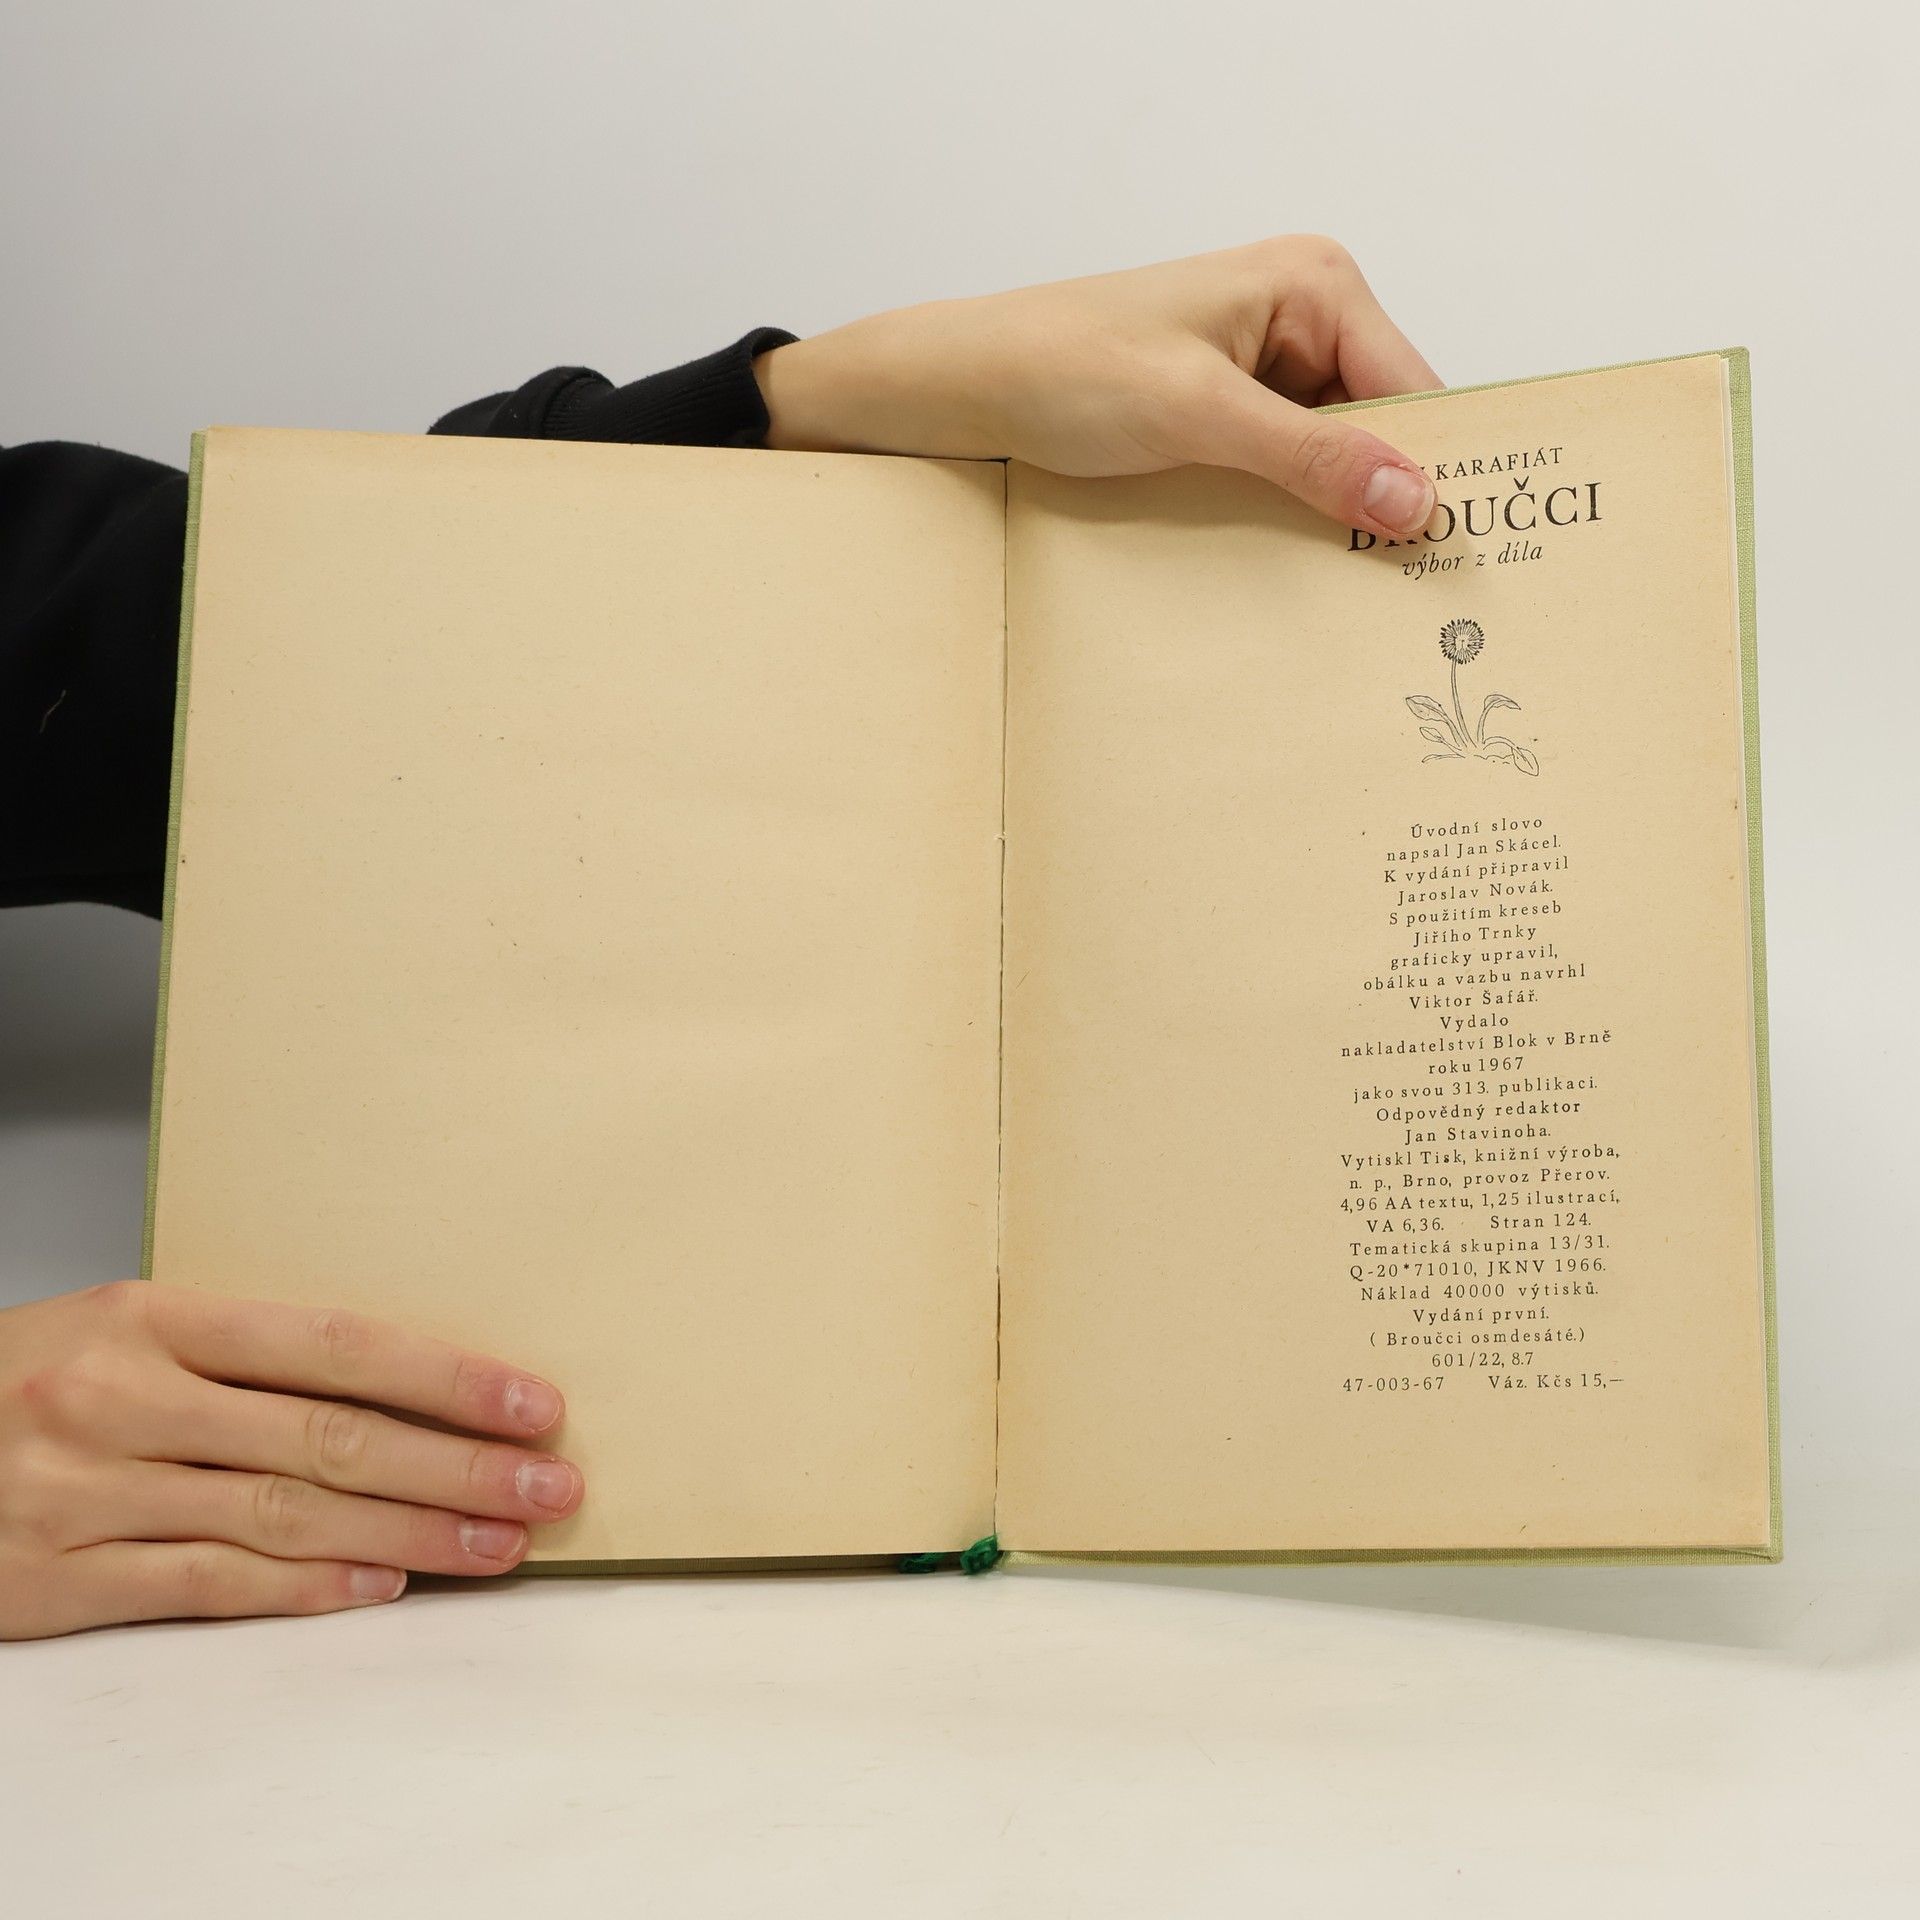 KARAFIÁT
BROUČCI
výbor z díla
Úvodní slovo
napsal Jan Skácel.
K vydání připravil
Jaroslav Novák.
S použitím kreseb
Jiřího Trnky
graficky upravil,
obálku a vazbu navrhl
Viktor Šafář.
Vydalo
nakladatelství Blok v Brně
roku 1967
jako svou 313. publikaci.
Odpovědný redaktor
Jan Stavinoha.
Vytiskl Tisk, knižní výroba,
n. p., Brno, provoz Přerov.
4,96 AA textu, 1,25 ilustrací,
VA 6,36. Stran 124.
Tematická skupina 13/31.
Q-20*71010, JKNV 1966.
Náklad 40000 výtisků.
Vydání první.
( Broučci osmdesáté.)
601/22, 8.7
47-003-67 Váz. Kčs 15,—